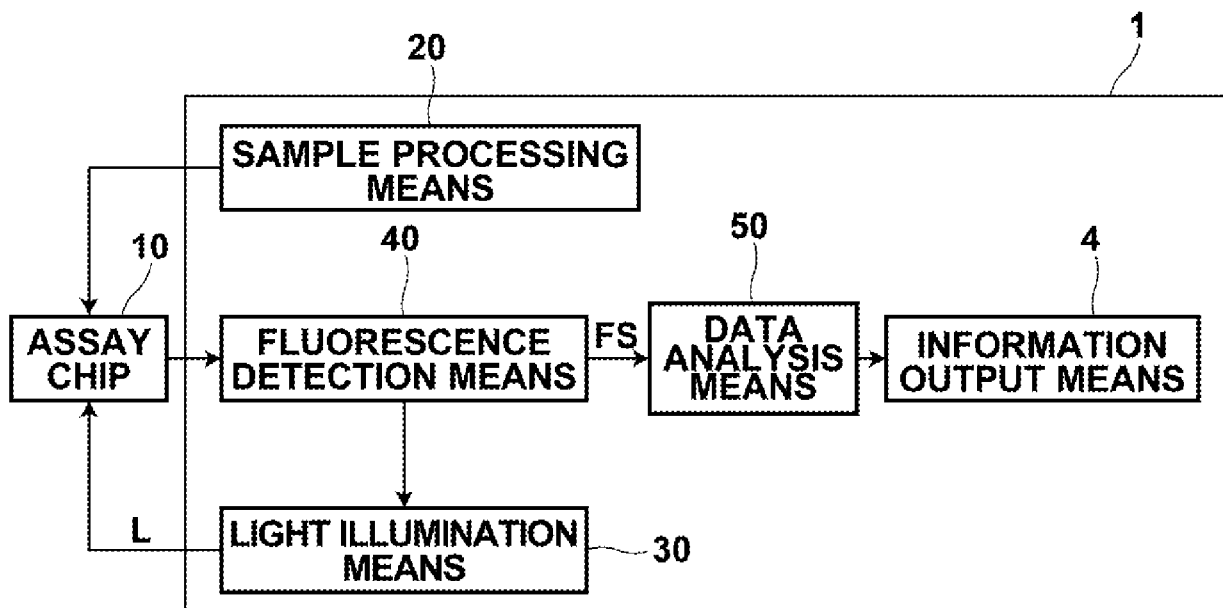 1
20
SAMPLE PROCESSING
MEANS
10
40
50
4
ASSAY
CHIP
FLUORESCENCE
DETECTION MEANS
FS
DATA
ANALYSIS
MEANS
INFORMATION
OUTPUT MEANS
L
LIGHT ILLUMINATION
MEANS
30